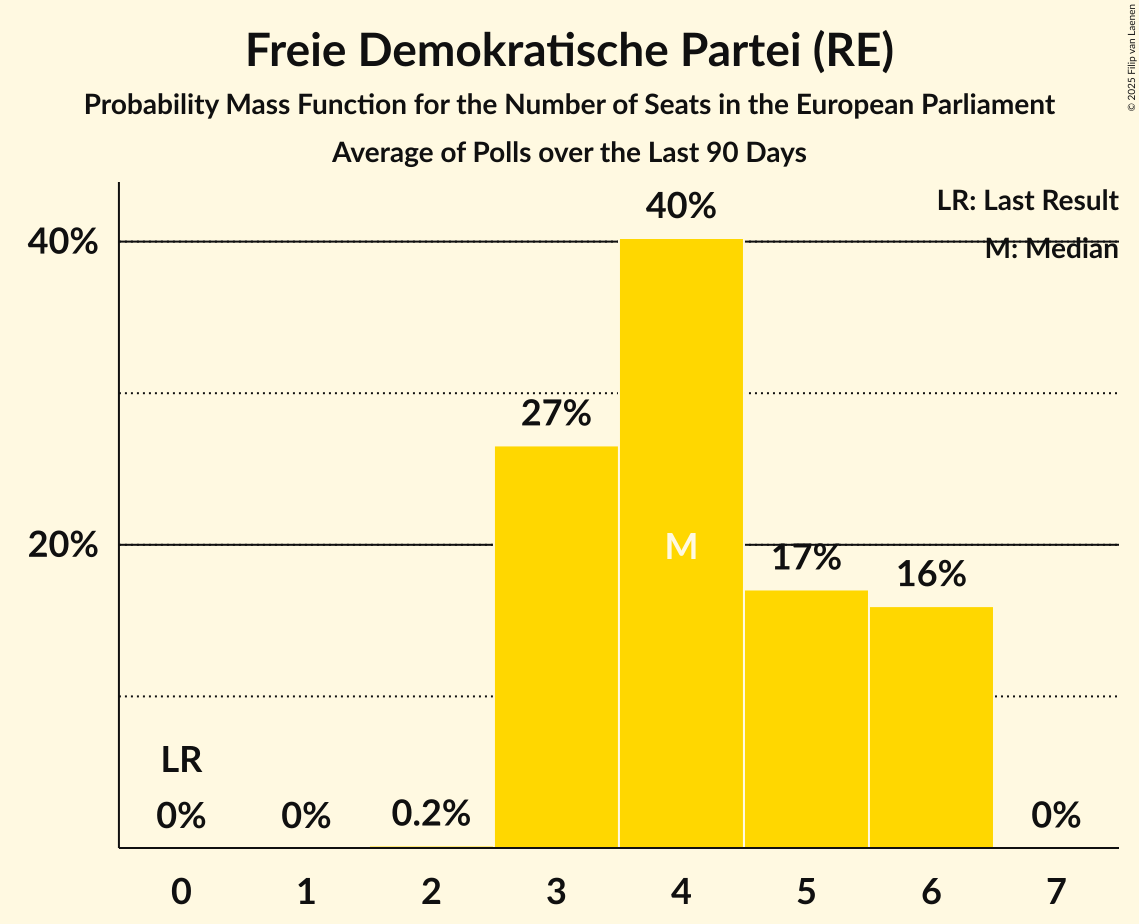 Freie Demokratische Partei (RE)
Probability Mass Function for the Number of Seats in the European Parliament
Average of Polls over the Last 90 Days
© 2025 Filip van Laenen
LR: Last Result
M: Median
40%
20%
LR
0%
0%
0.2%
27%
40%
M
17%
16%
0%
0 1 2 3 4 5 6 7